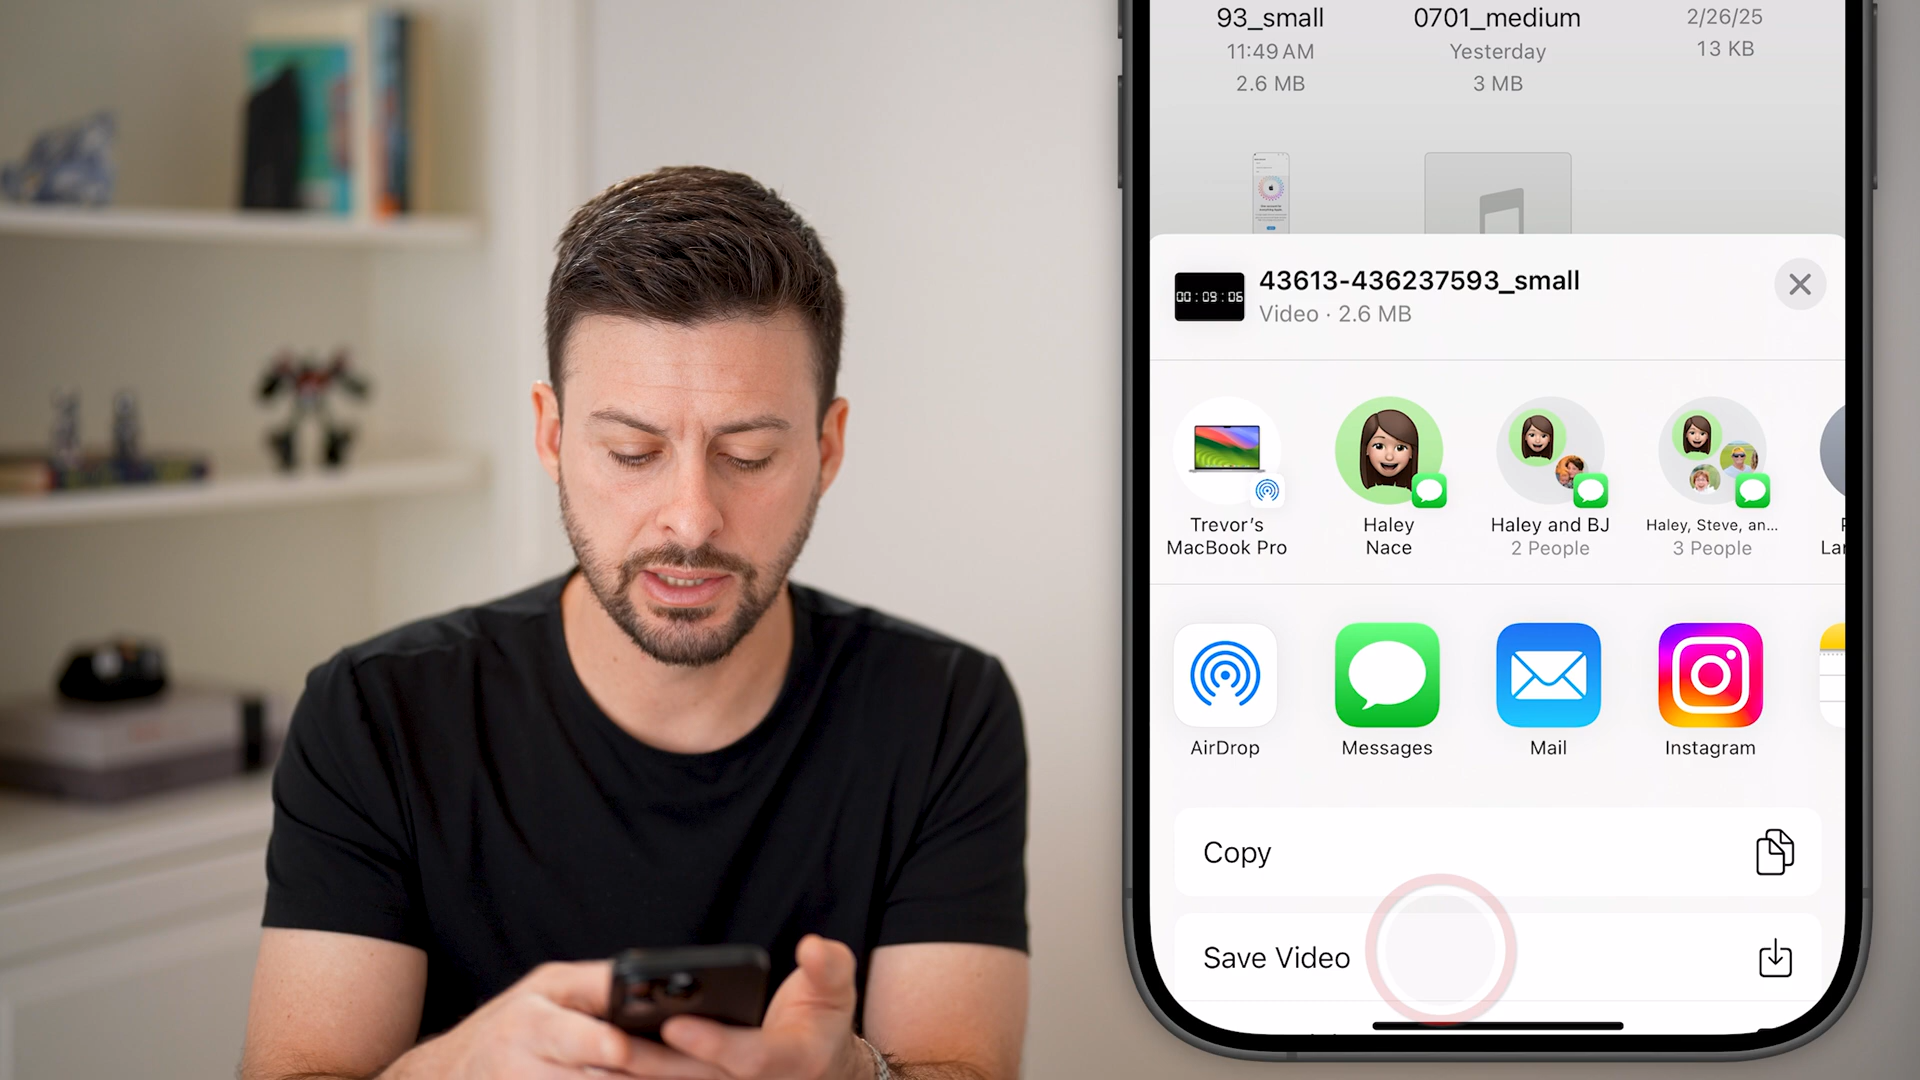 93_small
11:49 AM
2.6 MB
0701_medium
Yesterday
3 MB
2/26/25
13 KB
43613-436237593_small
Video · 2.6 MB
00:09:06
Trevor’s
MacBook Pro
Haley
Nace
Haley and BJ
2 People
Haley, Steve, an...
3 People
AirDrop
Messages
Mail
Instagram
Copy
Save Video